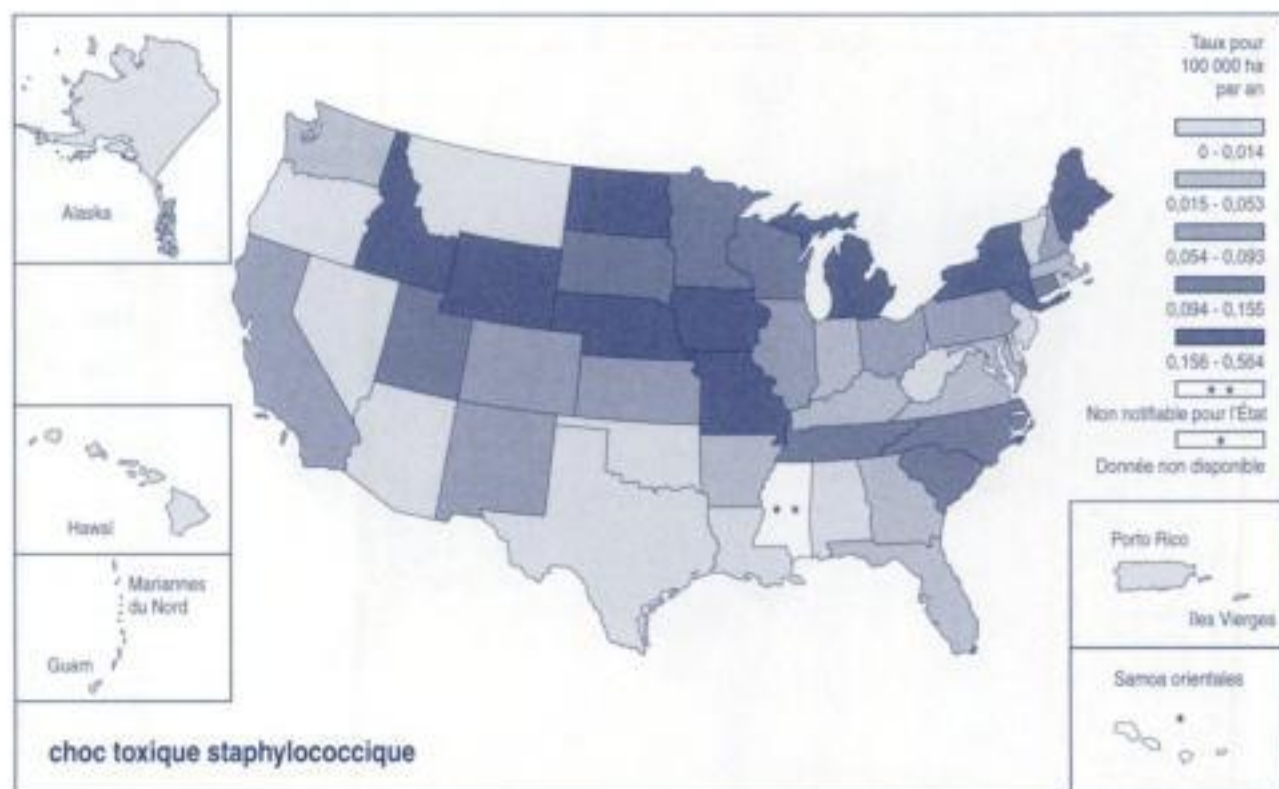 Alaska
Hawaï
Mariannes
du Nord
Guam
choc toxique staphylococcique
Taux pour
100 000 ha
par an
0 - 0,014
0,015 - 0,053
0,054 - 0,093
0,094 - 0,155
0,156 - 0,564
Non notifiable pour l'État
Donnée non disponible
Porto Rico
Iles Vierges
Samoa orientales